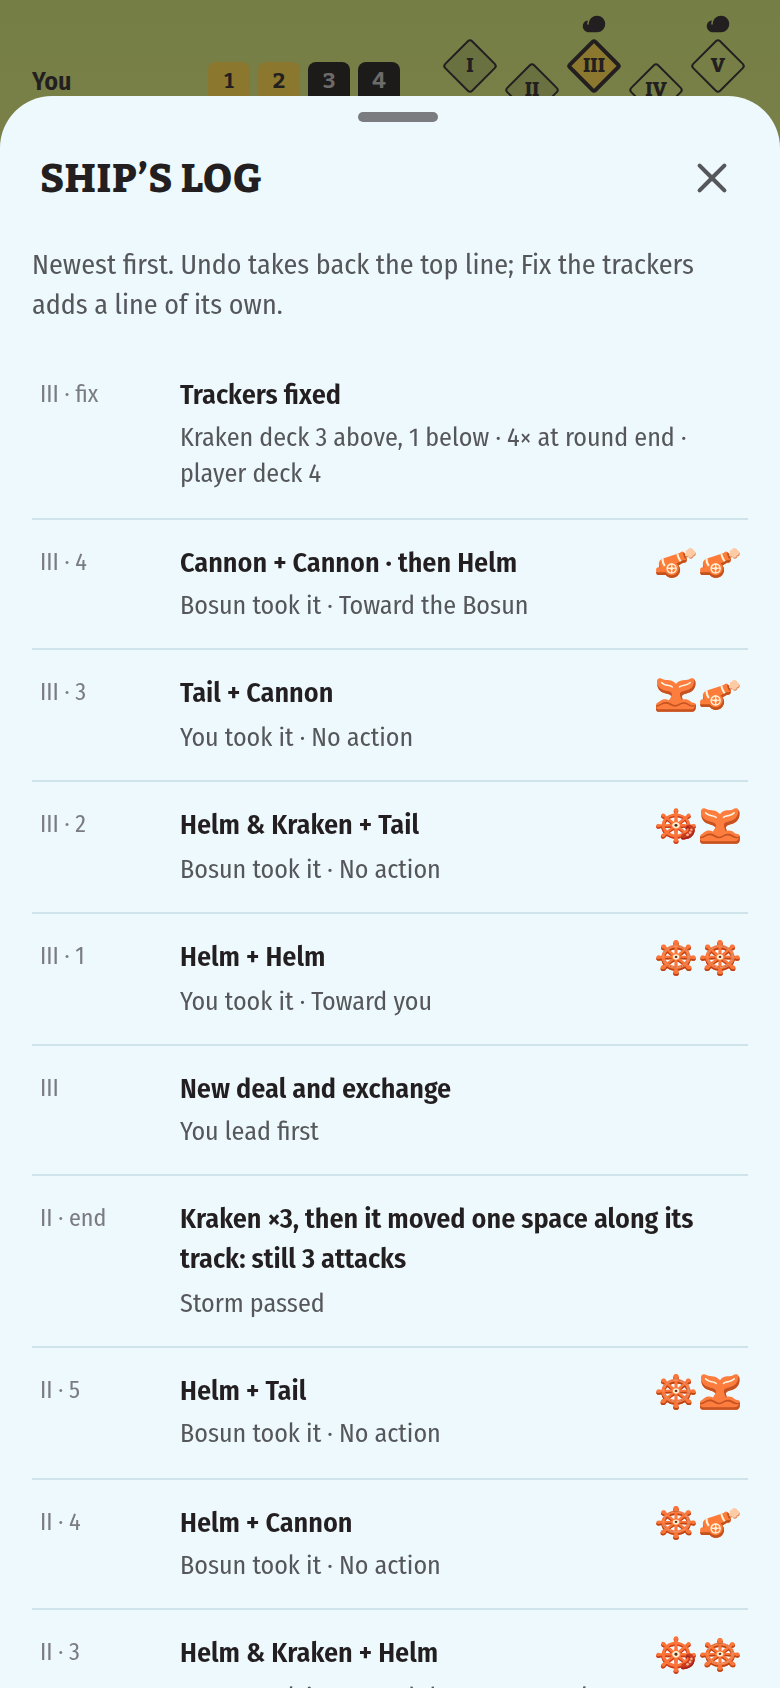 You
1 2 3 4
I II III IV V
SHIP’S LOG
Newest first. Undo takes back the top line; Fix the trackers
adds a line of its own.
III · fix
Trackers fixed
Kraken deck 3 above, 1 below · 4× at round end ·
player deck 4
III · 4
Cannon + Cannon · then Helm
Bosun took it · Toward the Bosun
III · 3
Tail + Cannon
You took it · No action
III · 2
Helm & Kraken + Tail
Bosun took it · No action
III · 1
Helm + Helm
You took it · Toward you
III
New deal and exchange
You lead first
II · end
Kraken ×3, then it moved one space along its
track: still 3 attacks
Storm passed
II · 5
Helm + Tail
Bosun took it · No action
II · 4
Helm + Cannon
Bosun took it · No action
II · 3
Helm & Kraken + Helm